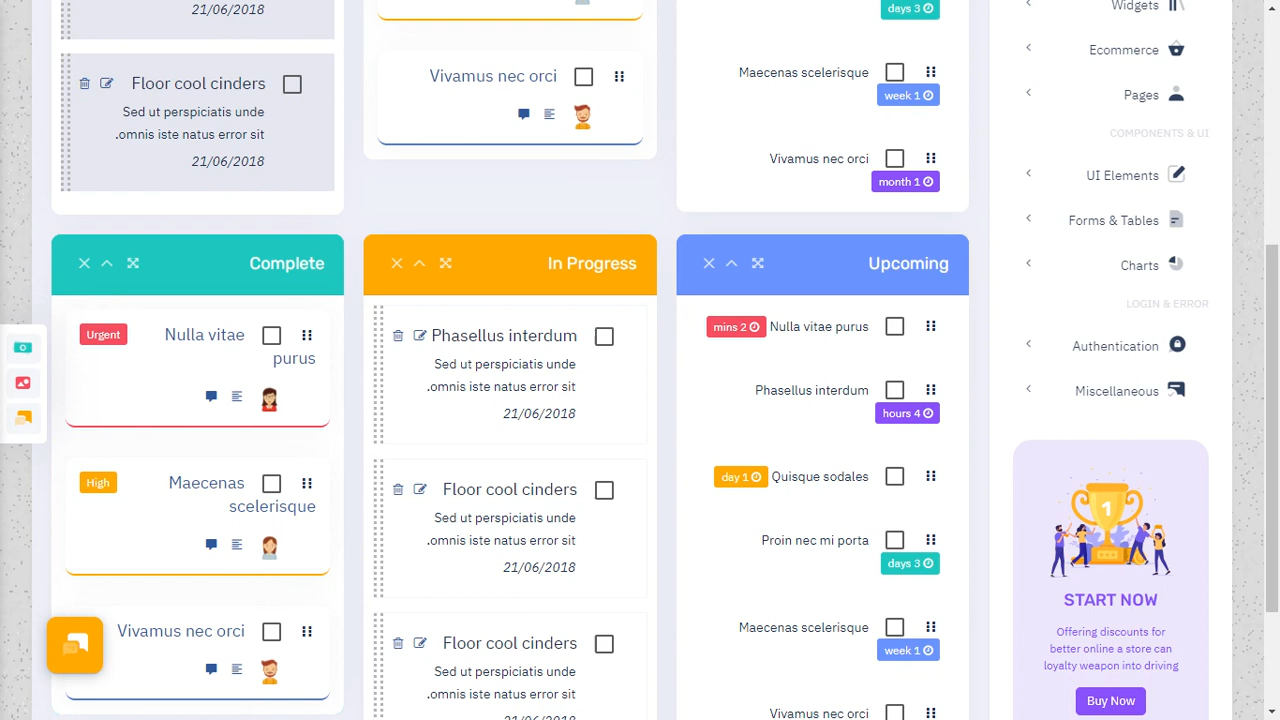 21/06/2018
Floor cool cinders
Sed ut perspiciatis unde
.omnis iste natus error sit
21/06/2018
Vivamus nec orci
days 3
Maecenas scelerisque
week 1
Vivamus nec orci
month 1
Complete
Urgent
Nulla vitae
purus
High
Maecenas
scelerisque
Vivamus nec orci
In Progress
Phasellus interdum
Sed ut perspiciatis unde
.omnis iste natus error sit
21/06/2018
Floor cool cinders
Sed ut perspiciatis unde
.omnis iste natus error sit
21/06/2018
Floor cool cinders
Sed ut perspiciatis unde
.omnis iste natus error sit
Upcoming
mins 2
Nulla vitae purus
Phasellus interdum
hours 4
day 1
Quisque sodales
Proin nec mi porta
days 3
Maecenas scelerisque
week 1
Vivamus nec orci
Widgets
Ecommerce
Pages
COMPONENTS & UI
UI Elements
Forms & Tables
Charts
LOGIN & ERROR
Authentication
Miscellaneous
1
START NOW
Offering discounts for
better online a store can
loyalty weapon into driving
Buy Now